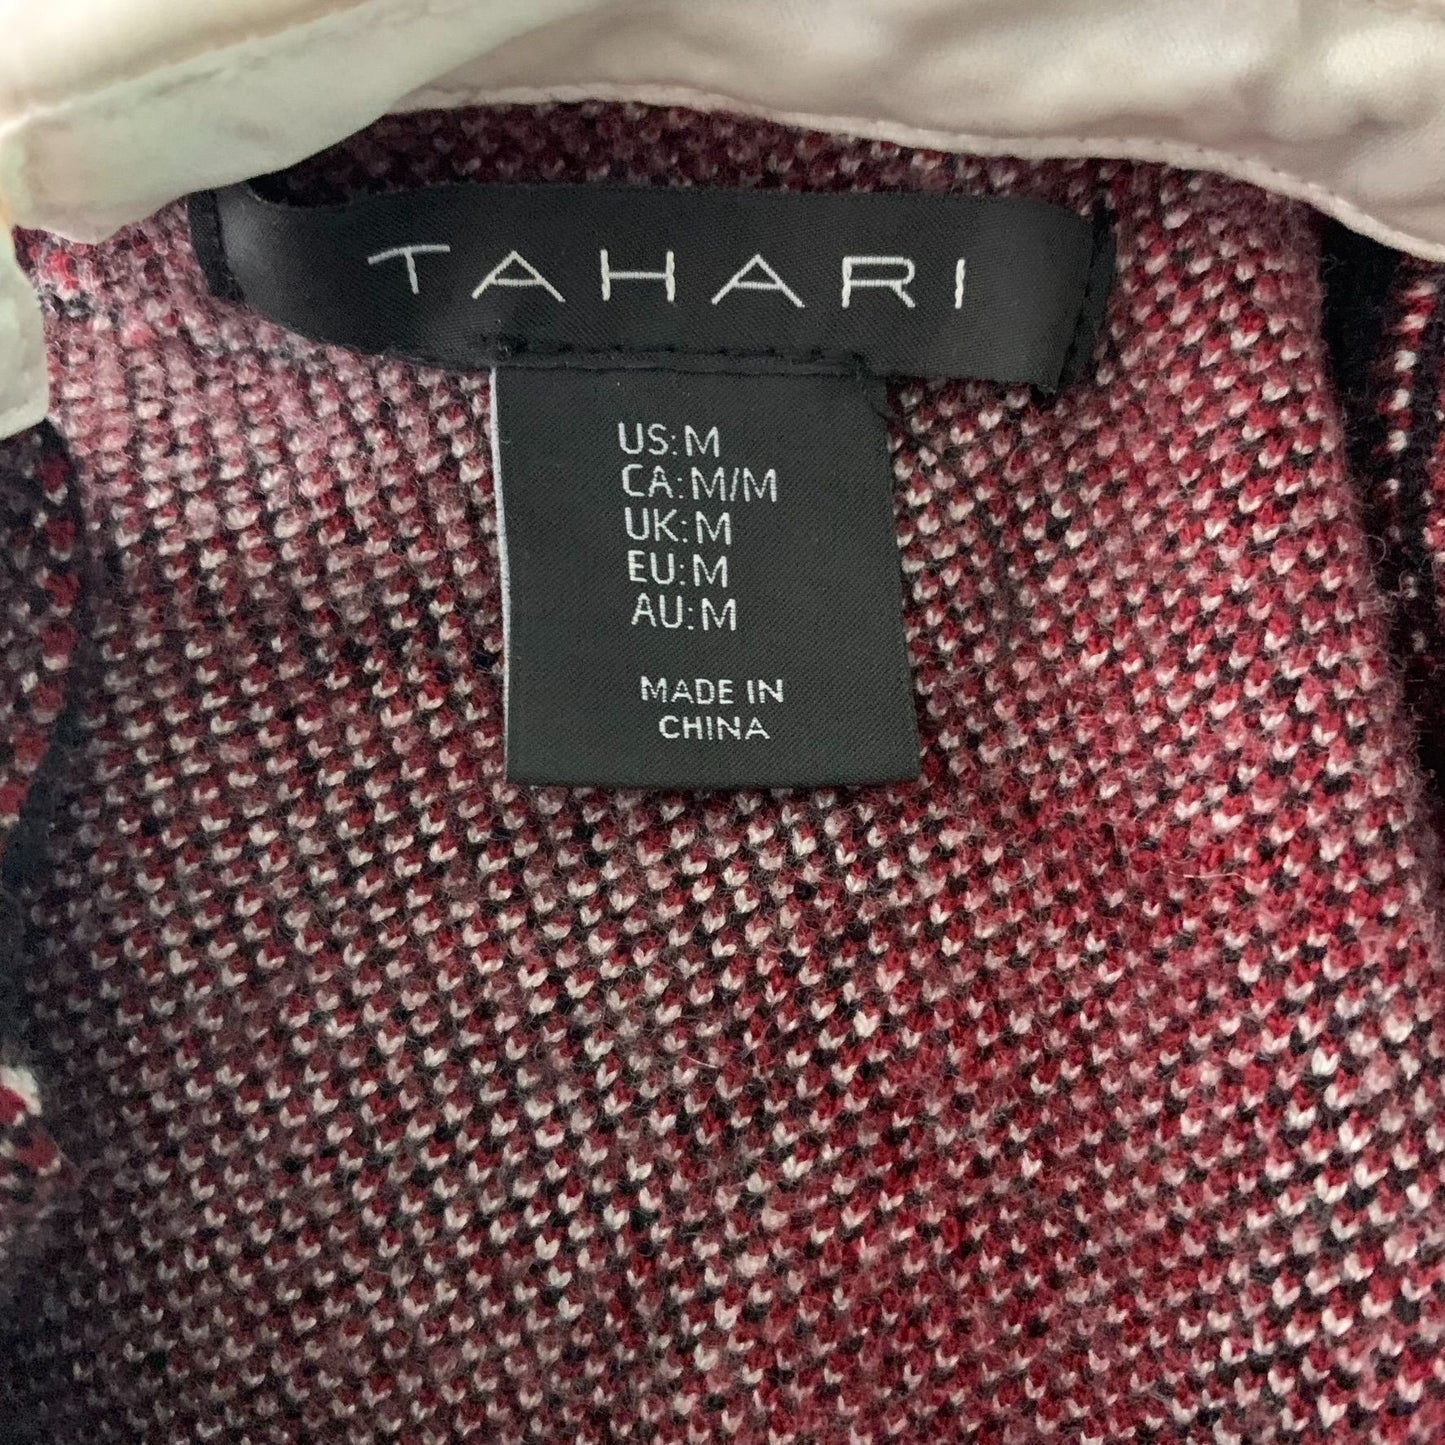 TAHARI
US: M
CA: M/M
UK: M
EU: M
AU: M
MADE IN
CHINA